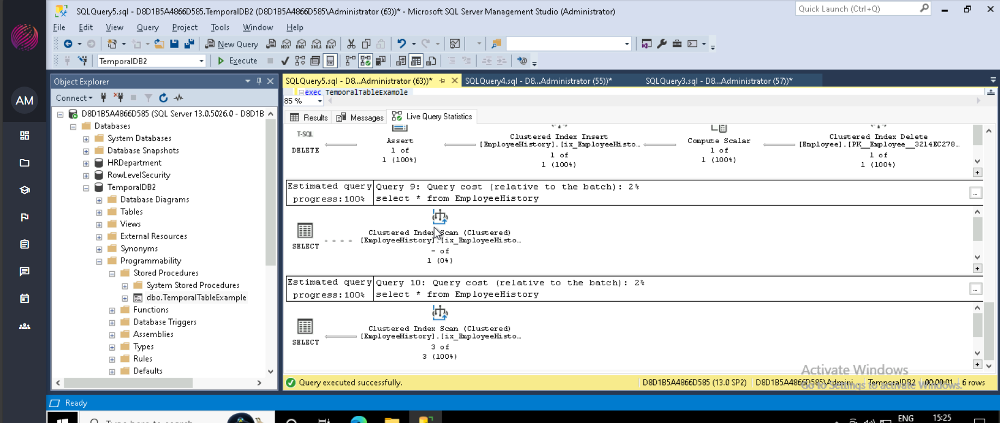 SQLQuery5.sql - D8D1B5A4866D585.TemporalDB2 (D8D1B5A4866D585\Administrator (63))* - Microsoft SQL Server Management Studio (Administrator)
Quick Launch (Ctrl+Q)
File Edit View Query Project Tools Window Help
New Query
MDX DMX XMLA DAX
TemporalDB2
Execute
Object Explorer
SQLQuery5.sql - D8...Administrator (63))*
SQLQuery4.sql - D8...Administrator (55))*
SQLQuery3.sql - D8...Administrator (57))*
AM
Connect
exec TemporalTableExample
85 %
Results
Messages
Live Query Statistics
D8D1B5A4866D585 (SQL Server 13.0.5026.0 - D8D1B
Databases
System Databases
Database Snapshots
HRDepartment
RowLevelSecurity
TemporalDB2
Database Diagrams
Tables
Views
External Resources
Synonyms
Programmability
Stored Procedures
System Stored Procedures
dbo.TemporalTableExample
Functions
Database Triggers
Assemblies
Types
Rules
Defaults
T-SQL
DELETE
Assert
1 of
1 (100%)
Clustered Index Insert
[EmployeeHistory].[ix_EmployeeHisto...
1 of
1 (100%)
Compute Scalar
1 of
1 (100%)
Clustered Index Delete
[Employee].[PK__Employee__3214EC278...
1 of
1 (100%)
Estimated query
progress:100%
Query 9: Query cost (relative to the batch): 2%
select * from EmployeeHistory
...
SELECT
Clustered Index Scan (Clustered)
[EmployeeHistory].[ix_EmployeeHisto...
- of
1 (0%)
Estimated query
progress:100%
Query 10: Query cost (relative to the batch): 2%
select * from EmployeeHistory
...
SELECT
Clustered Index Scan (Clustered)
[EmployeeHistory].[ix_EmployeeHisto...
3 of
3 (100%)
Activate Windows
Go to Settings to activate Windows.
Query executed successfully.
D8D1B5A4866D585 (13.0 SP2)
D8D1B5A4866D585\Admini...
TemporalDB2
00:00:01
6 rows
Ready
Type here to search
ENG
15:25